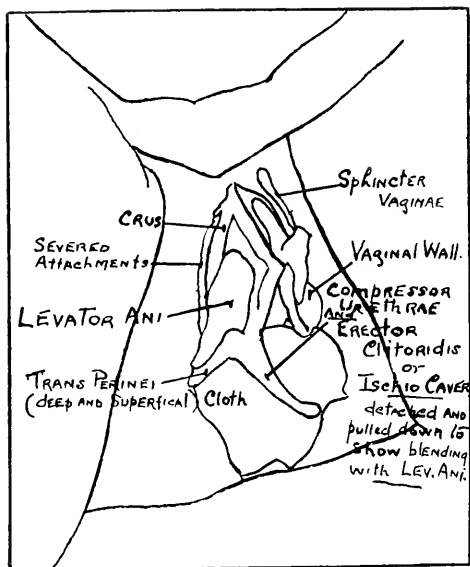 Sphincter
Vaginae
Crus
Severed
Attachments
Vaginal Wall.
Levator Ani
Compressor
Urethrae
AND
Erector
Clitoridis
or
Ischio Caver
detached and
pulled down to
show blending
with Lev. Ani.
Trans Perinei
(deep and Superfical)
Cloth